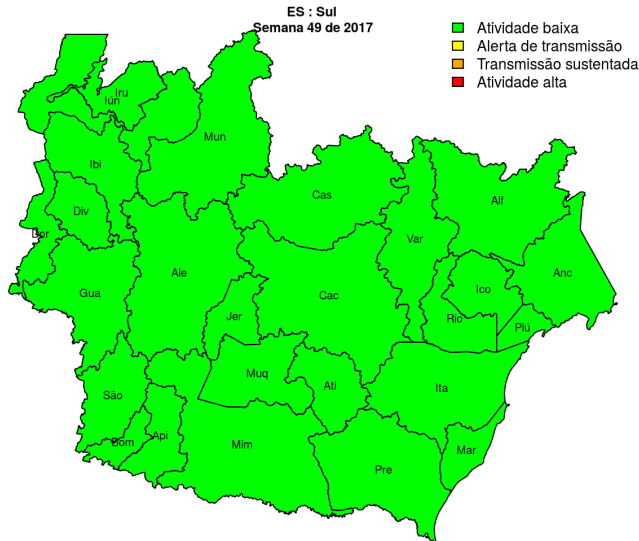 ES : Sul
Semana 49 de 2017
Atividade baixa
Alerta de transmissão
Transmissão sustentada
Atividade alta
Iru
Iún
Mun
Ibi
Cas
Alf
Div
Dor
Var
Ale
Anc
Gua
Cac
Ico
Jer
Rio
Piú
Muq
Ati
Ita
São
Bom
Api
Mim
Mar
Pre